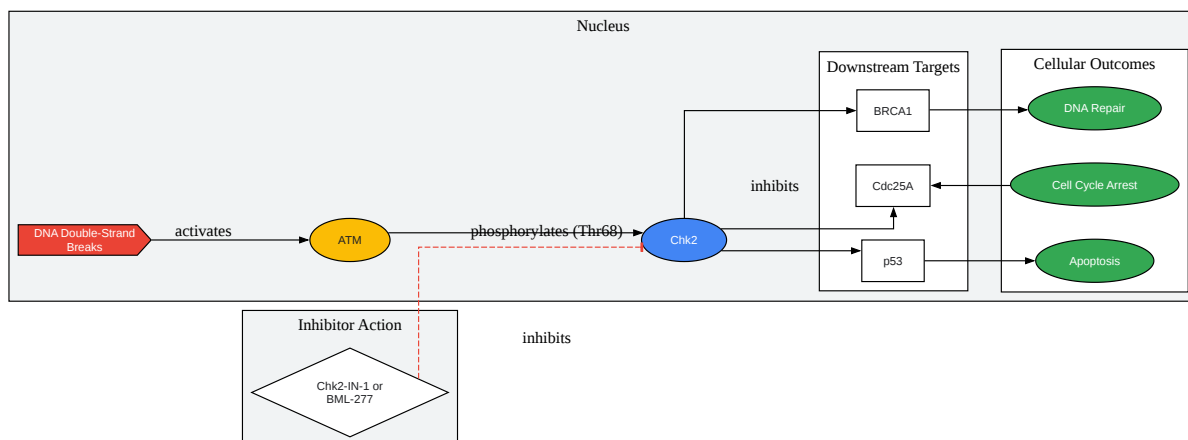 Nucleus
Downstream Targets
Cellular Outcomes
BRCA1
DNA Repair
inhibits
Cdc25A
Cell Cycle Arrest
DNA Double-Strand
Breaks
activates
ATM
phosphorylates (Thr68)
Chk2
p53
Apoptosis
Inhibitor Action
inhibits
Chk2-IN-1 or
BML-277